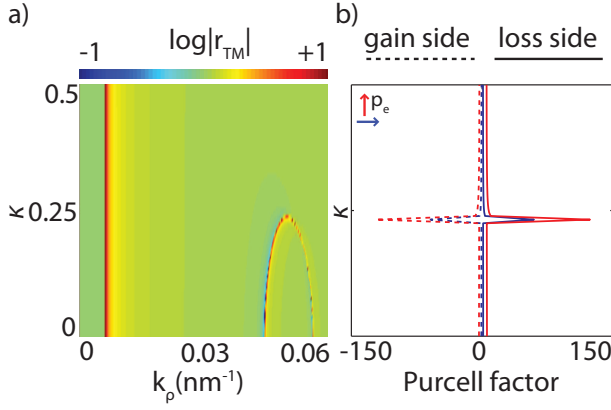 a)
log|r_TM|
-1
+1
0.5
κ
0.25
0
0
0.03
0.06
k_ρ(nm⁻¹)
b)
gain side
loss side
p_e
κ
-150
0
150
Purcell factor